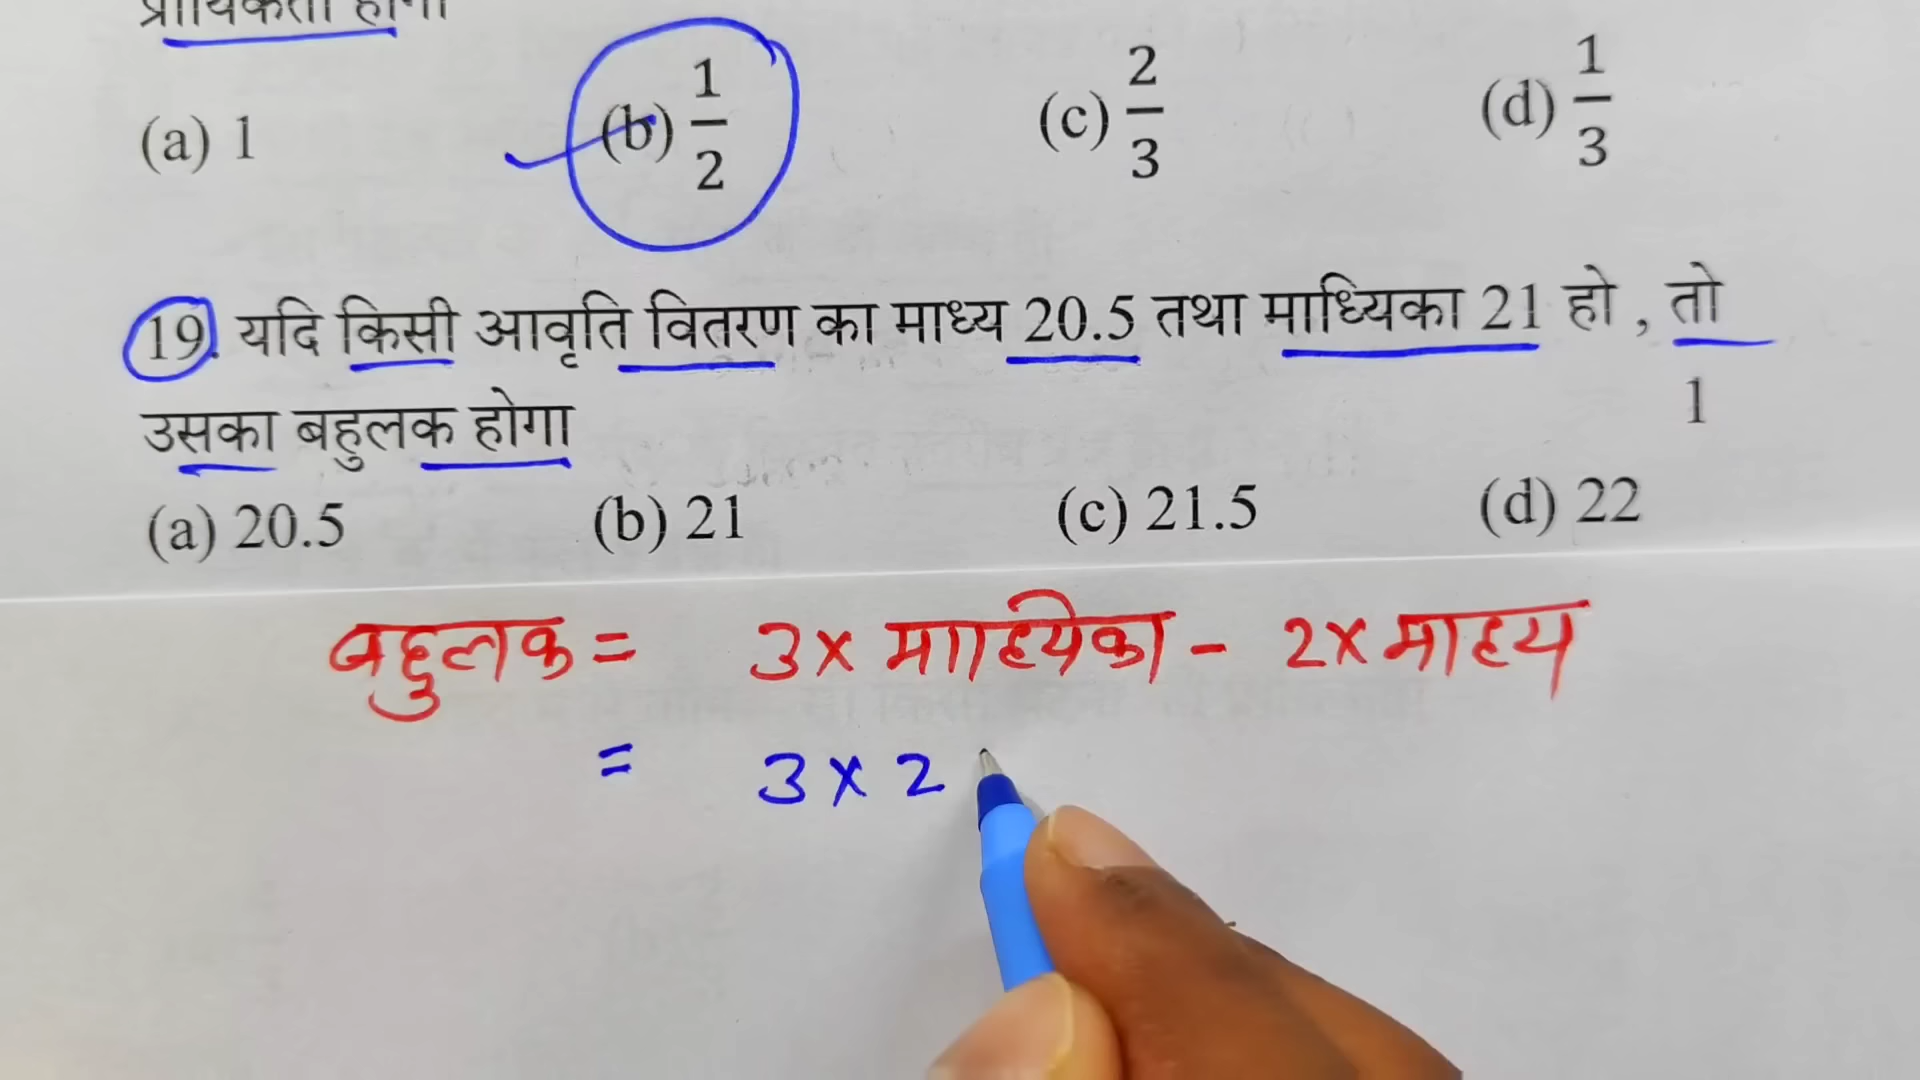 प्रायिकता होगी
(a) 1 (b) 1/2 (c) 2/3 (d) 1/3
19. यदि किसी आवृति वितरण का माध्य 20.5 तथा माध्यिका 21 हो , तो
उसका बहुलक होगा 1
(a) 20.5 (b) 21 (c) 21.5 (d) 22
बहुलक = 3 x माध्यिका - 2 x माध्य
= 3 x 2